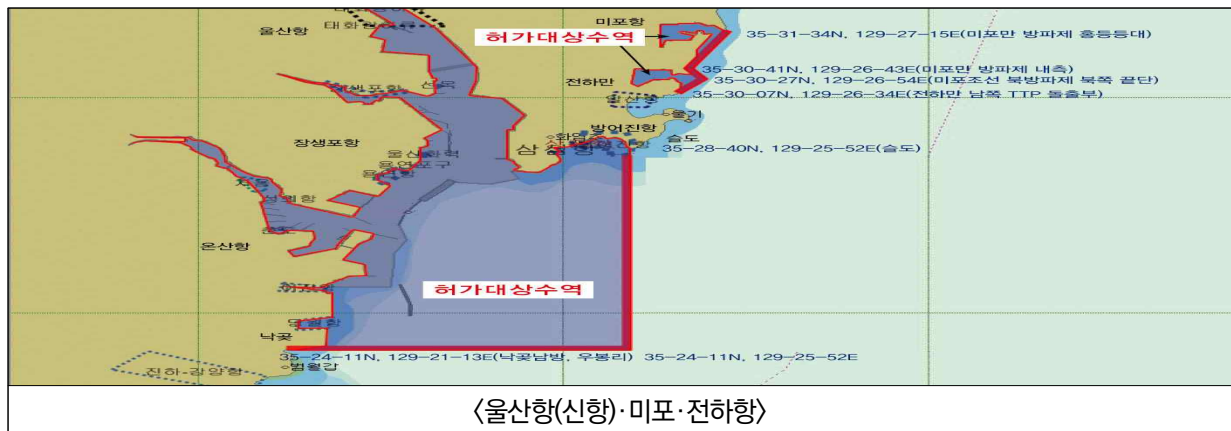 미포항
울산항
허가대상수역
35-31-34N, 129-27-15E(미포만 방파제 홍등등대)
35-30-41N, 129-26-43E(미포만 방파제 내측)
전하만
35-30-27N, 129-26-54E(미포조선 북방파제 북쪽 끝단)
35-30-07N, 129-26-34E(전하만 남쪽 TTP 돌출부)
울기
방어진항
슬도
장생포항
35-28-40N, 129-25-52E(슬도)
온산항
허가대상수역
낙곶
35-24-11N, 129-21-13E(낙곶남방, 우봉리)
35-24-11N, 129-25-52E
범월갑
진하·강양항
〈울산항(신항)·미포·전하항〉